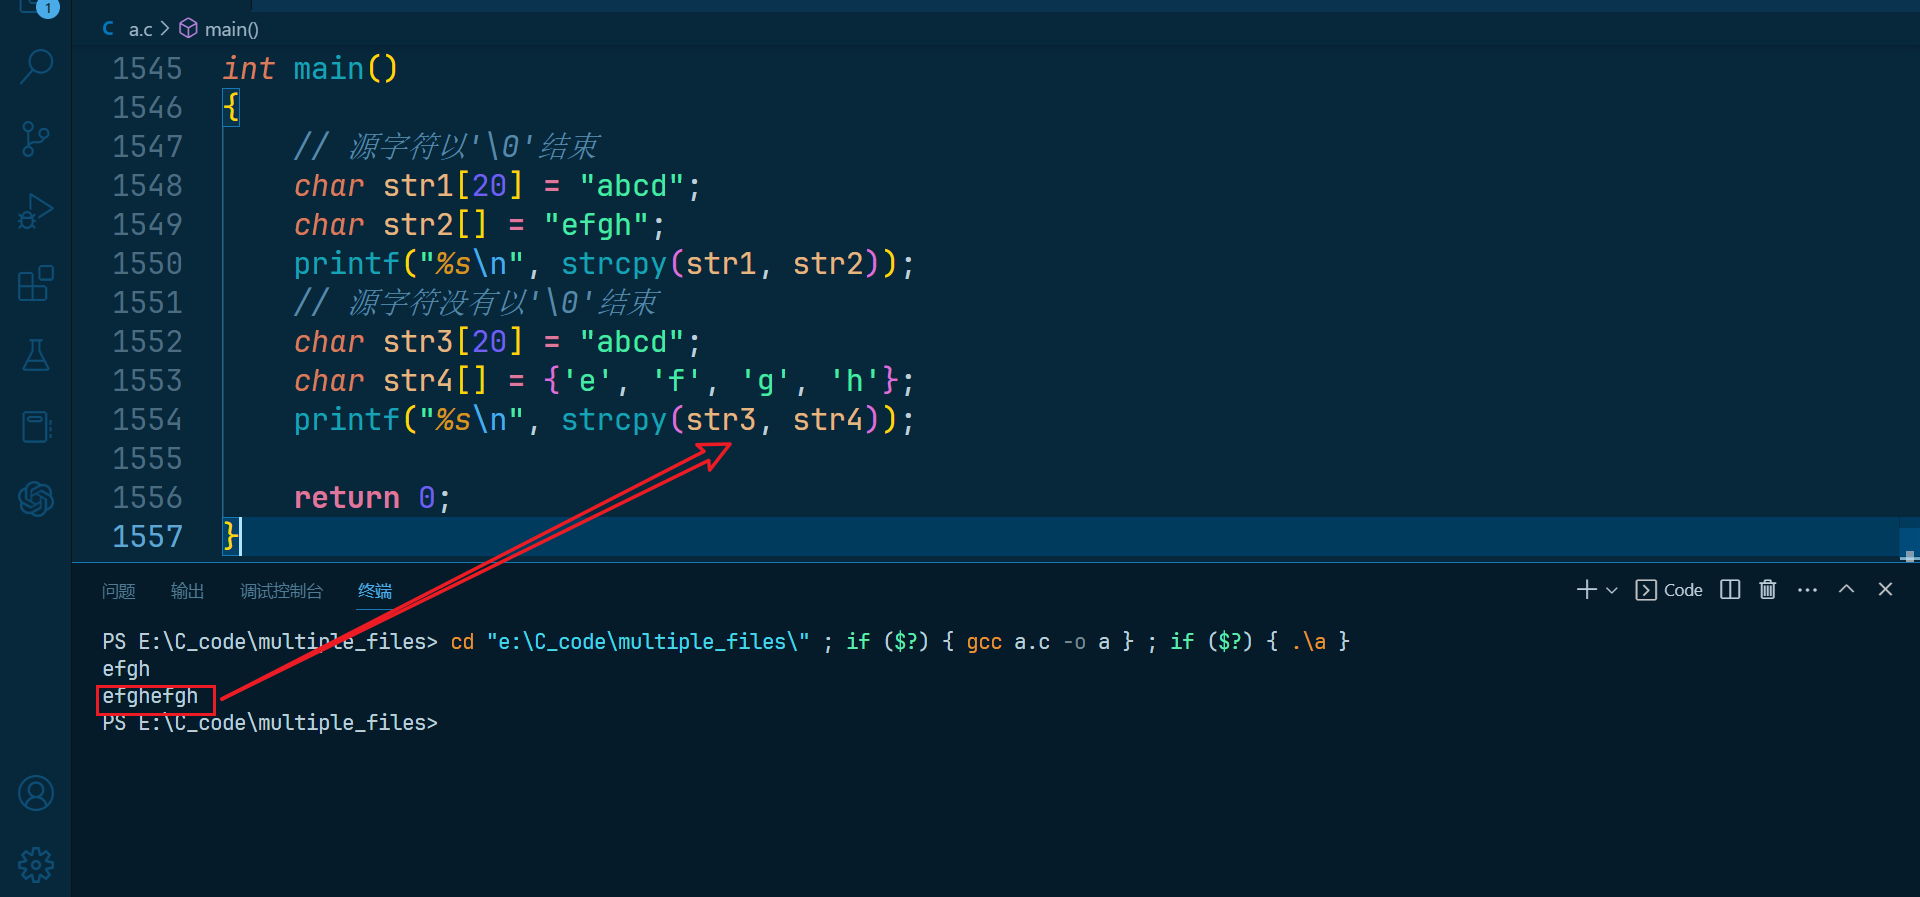 1
C a.c > main()
1545 int main()
1546 {
1547 // 源字符以'\0'结束
1548 char str1[20] = "abcd";
1549 char str2[] = "efgh";
1550 printf("%s\n", strcpy(str1, str2));
1551 // 源字符没有以'\0'结束
1552 char str3[20] = "abcd";
1553 char str4[] = {'e', 'f', 'g', 'h'};
1554 printf("%s\n", strcpy(str3, str4));
1555
1556 return 0;
1557 }
问题 输出 调试控制台 终端 Code
PS E:\C_code\multiple_files> cd "e:\C_code\multiple_files\" ; if ($?) { gcc a.c -o a } ; if ($?) { .\a }
efgh
efghefgh
PS E:\C_code\multiple_files>